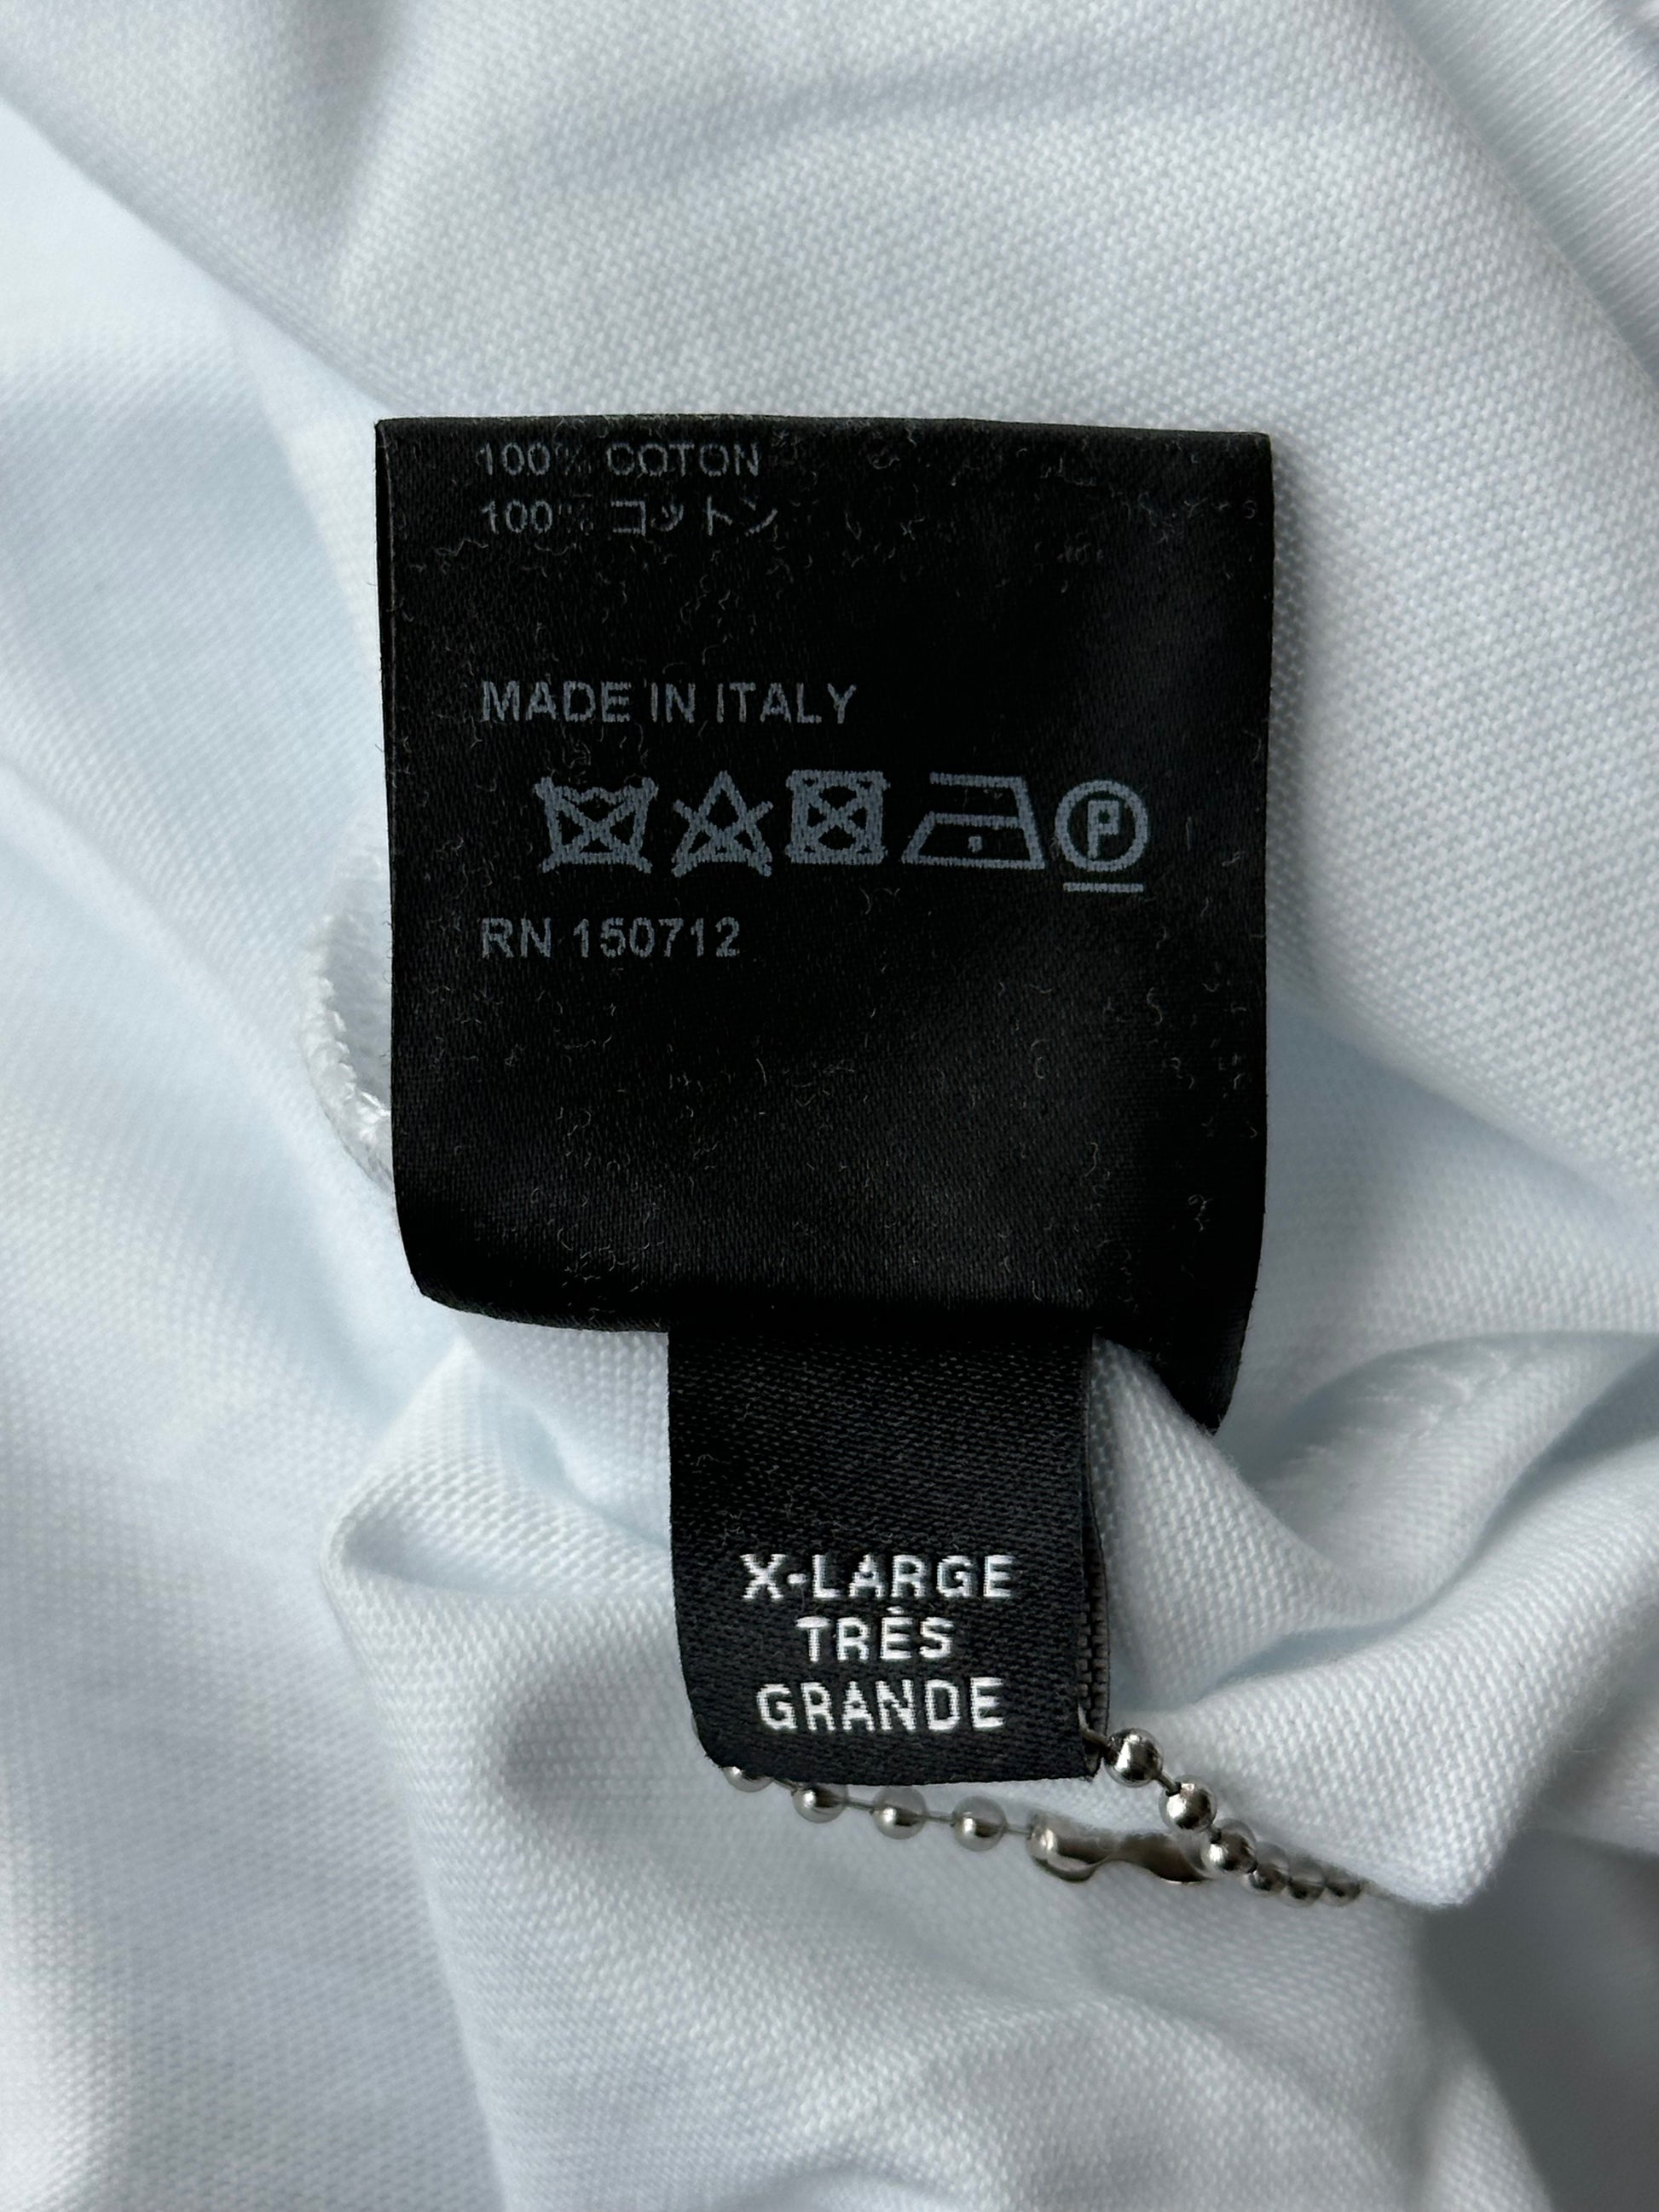 100% COTON
100% コットン
MADE IN ITALY
P
RN 150712
X-LARGE
TRÈS
GRANDE